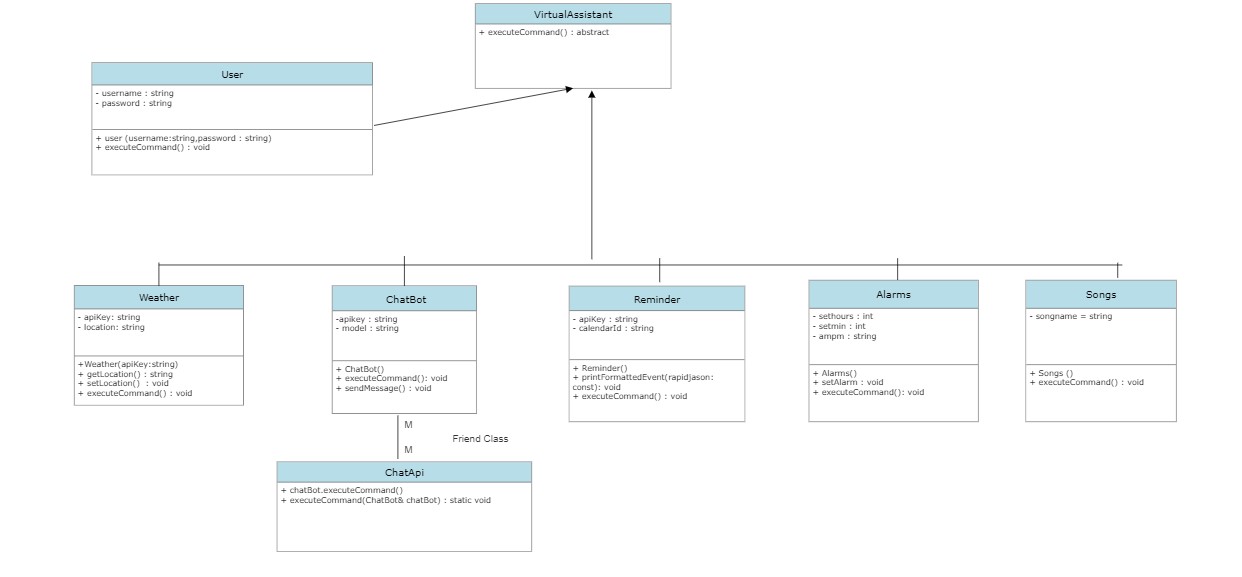 VirtualAssistant
+ executeCommand() : abstract
User
- username : string
- password : string
+ user (username:string,password : string)
+ executeCommand() : void
Weather
- apiKey: string
- location: string
+Weather(apiKey:string)
+ getLocation() : string
+ setLocation() : void
+ executeCommand() : void
ChatBot
-apikey : string
- model : string
+ ChatBot()
+ executeCommand(): void
+ sendMessage() : void
Reminder
- apiKey : string
- calendarId : string
+ Reminder()
+ printFormattedEvent(rapidjason:
const): void
+ executeCommand() : void
Alarms
- sethours : int
- setmin : int
- ampm : string
+ Alarms()
+ setAlarm : void
+ executeCommand(): void
Songs
- songname = string
+ Songs ()
+ executeCommand() : void
M
Friend Class
M
ChatApi
+ chatBot.executeCommand()
+ executeCommand(ChatBot& chatBot) : static void